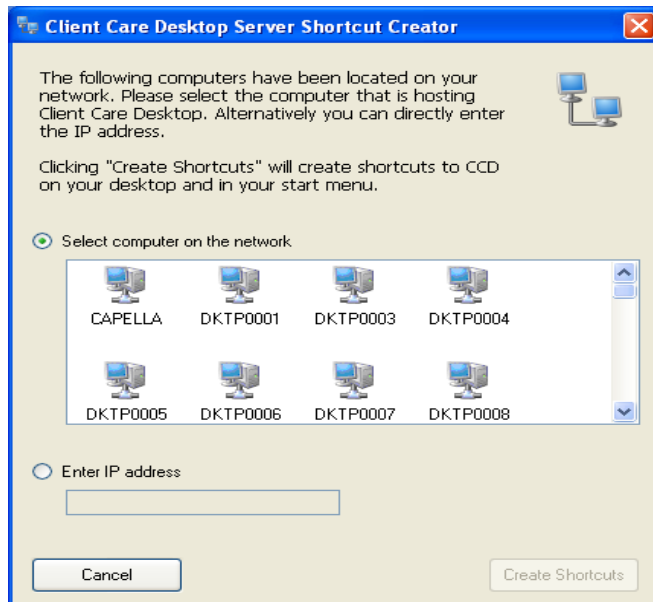 Client Care Desktop Server Shortcut Creator
The following computers have been located on your
network. Please select the computer that is hosting
Client Care Desktop. Alternatively you can directly enter
the IP address.
Clicking "Create Shortcuts" will create shortcuts to CCD
on your desktop and in your start menu.
Select computer on the network
CAPELLA DKTP0001 DKTP0003 DKTP0004
DKTP0005 DKTP0006 DKTP0007 DKTP0008
Enter IP address
Cancel Create Shortcuts